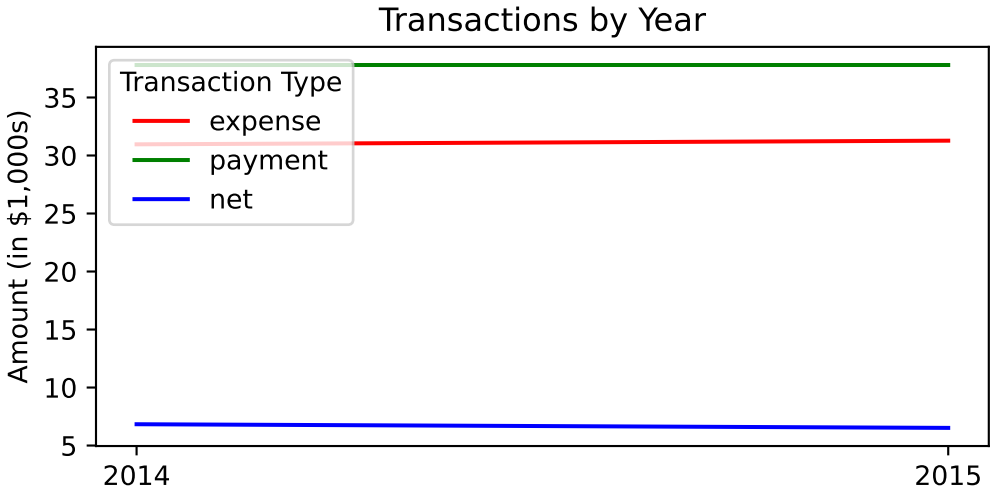 Transactions by Year
Amount (in $1,000s)
35
30
25
20
15
10
5
Transaction Type
expense
payment
net
2014
2015